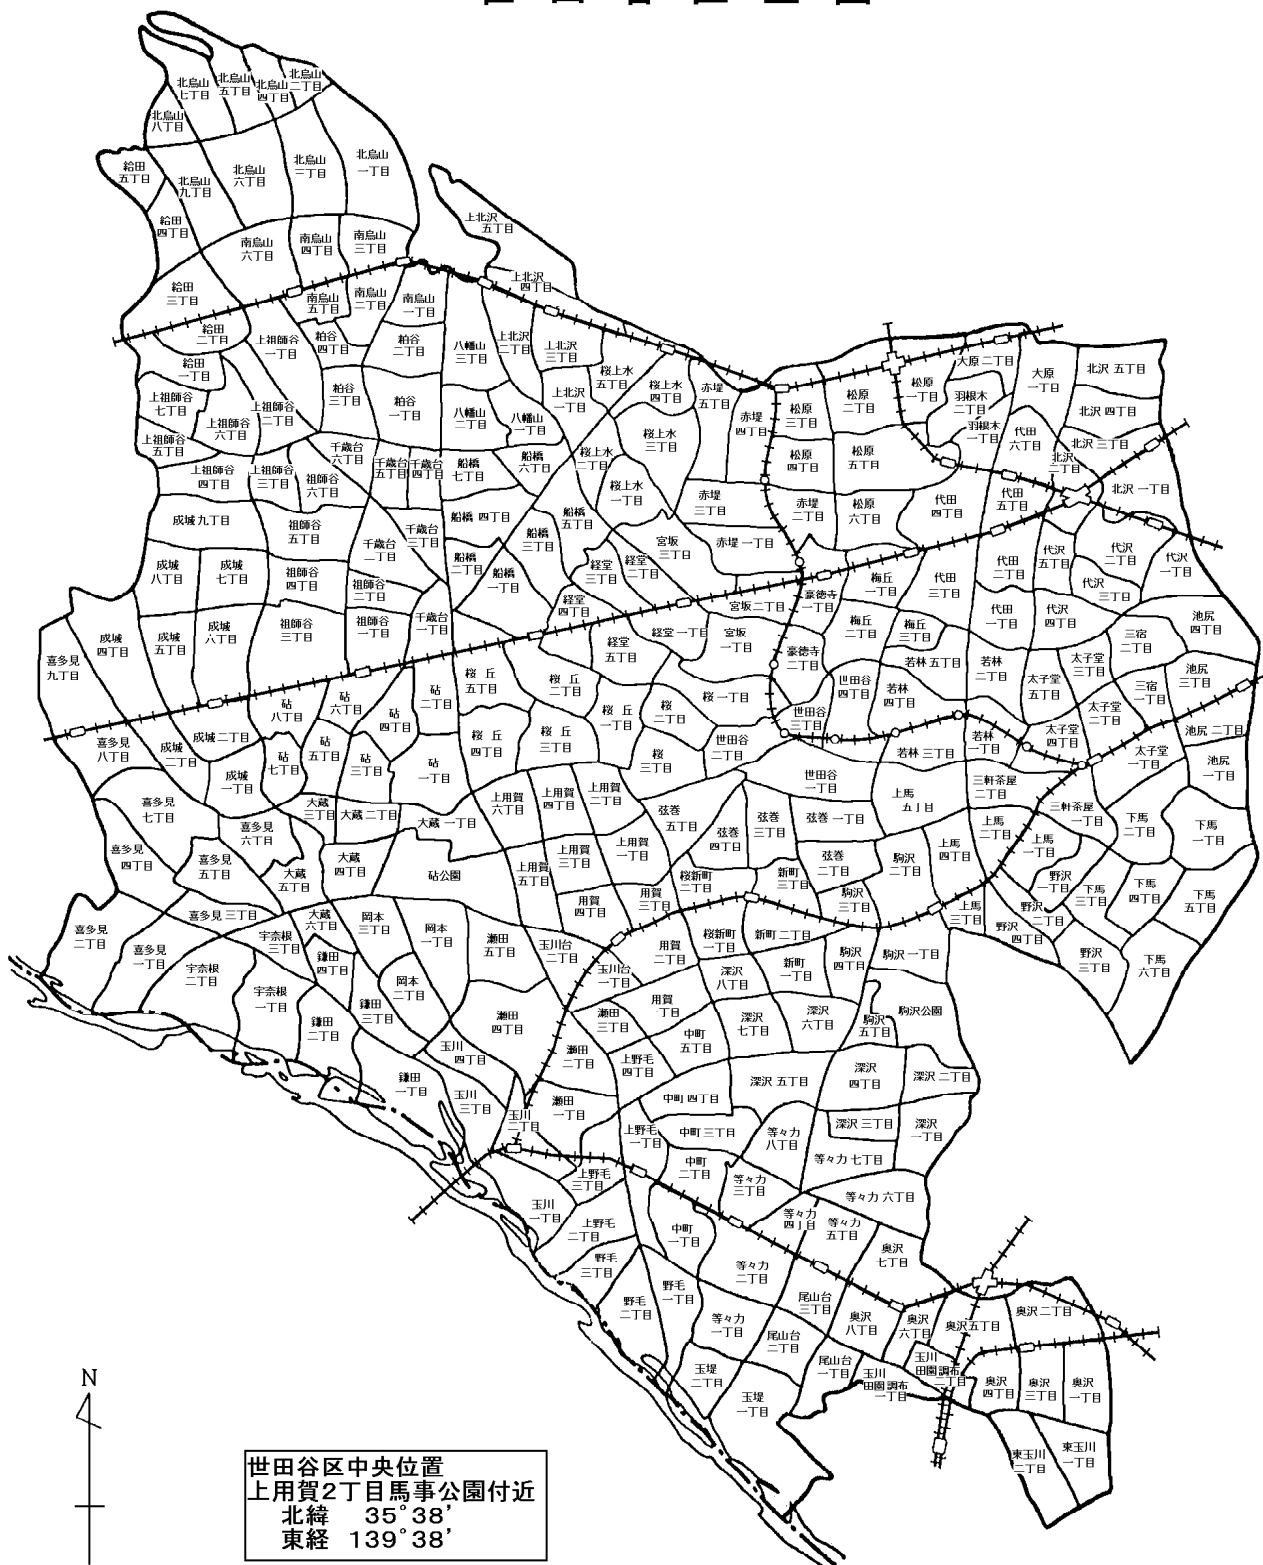 北烏山
七丁目
北烏山
五丁目
北烏山
四丁目
北烏山
二丁目
北烏山
八丁目
給田
五丁目
北烏山
九丁目
北烏山
六丁目
北烏山
三丁目
北烏山
一丁目
給田
四丁目
南烏山
六丁目
南烏山
四丁目
南烏山
三丁目
上北沢
五丁目
上北沢
四丁目
給田
三丁目
南烏山
五丁目
南烏山
二丁目
南烏山
一丁目
給田
二丁目
上祖師谷
一丁目
粕谷
四丁目
粕谷
二丁目
八幡山
三丁目
上北沢
二丁目
上北沢
三丁目
給田
一丁目
上祖師谷
七丁目
上祖師谷
六丁目
上祖師谷
二丁目
粕谷
三丁目
粕谷
一丁目
八幡山
二丁目
八幡山
一丁目
上北沢
一丁目
桜上水
五丁目
桜上水
四丁目
赤堤
五丁目
赤堤
四丁目
松原
三丁目
松原
二丁目
松原
一丁目
大原 二丁目
羽根木
二丁目
羽根木
一丁目
大原
一丁目
北沢 五丁目
北沢 四丁目
北沢 三丁目
北沢
二丁目
北沢 一丁目
上祖師谷
五丁目
上祖師谷
四丁目
上祖師谷
三丁目
祖師谷
六丁目
千歳台
六丁目
千歳台
五丁目
千歳台
四丁目
船橋
七丁目
船橋
六丁目
桜上水
三丁目
桜上水
二丁目
桜上水
一丁目
松原
四丁目
松原
五丁目
代田
六丁目
代田
五丁目
代田
四丁目
成城 九丁目
祖師谷
五丁目
千歳台
三丁目
千歳台
二丁目
船橋 四丁目
船橋
五丁目
船橋
三丁目
船橋
二丁目
船橋
一丁目
赤堤
三丁目
赤堤
二丁目
赤堤 一丁目
松原
六丁目
宮坂
三丁目
成城
八丁目
成城
七丁目
祖師谷
四丁目
祖師谷
二丁目
経堂
三丁目
経堂
二丁目
経堂
四丁目
宮坂 二丁目
豪徳寺
一丁目
梅丘
一丁目
代田
三丁目
代田
二丁目
代沢
五丁目
代沢
二丁目
代沢
一丁目
代沢
三丁目
喜多見
九丁目
成城
四丁目
成城
五丁目
成城
六丁目
祖師谷
三丁目
祖師谷
一丁目
千歳台
一丁目
経堂
五丁目
経堂 一丁目
宮坂
一丁目
豪徳寺
二丁目
梅丘
二丁目
梅丘
三丁目
代田
一丁目
代沢
四丁目
三宿
二丁目
池尻
四丁目
若林 五丁目
若林
二丁目
太子堂
三丁目
太子堂
五丁目
三宿
一丁目
池尻
三丁目
砧
八丁目
砧
六丁目
砧
四丁目
砧
二丁目
桜 丘
五丁目
桜 丘
二丁目
桜 丘
一丁目
桜
二丁目
桜 一丁目
世田谷
四丁目
世田谷
三丁目
若林
四丁目
太子堂
二丁目
太子堂
四丁目
太子堂
一丁目
池尻 二丁目
池尻
一丁目
喜多見
八丁目
成城
二丁目
成城 二丁目
成城
一丁目
砧
七丁目
砧
五丁目
砧
三丁目
砧
一丁目
桜 丘
四丁目
桜 丘
三丁目
桜
三丁目
世田谷
二丁目
世田谷
一丁目
若林 三丁目
若林
一丁目
三軒茶屋
二丁目
三軒茶屋
一丁目
喜多見
七丁目
喜多見
六丁目
大蔵
三丁目
大蔵 二丁目
大蔵 一丁目
上用賀
六丁目
上用賀
四丁目
上用賀
二丁目
弦巻
五丁目
弦巻
四丁目
弦巻
三丁目
弦巻 一丁目
上馬
五丁目
上馬
二丁目
上馬
一丁目
下馬
二丁目
下馬
一丁目
喜多見
四丁目
喜多見
五丁目
大蔵
五丁目
大蔵
四丁目
砧公園
上用賀
五丁目
上用賀
三丁目
上用賀
一丁目
桜新町
二丁目
新町
三丁目
弦巻
二丁目
駒沢
二丁目
上馬
四丁目
野沢
一丁目
下馬
三丁目
下馬
四丁目
下馬
五丁目
喜多見
二丁目
喜多見 三丁目
喜多見
一丁目
宇奈根
三丁目
大蔵
六丁目
岡本
三丁目
岡本
一丁目
瀬田
五丁目
玉川台
二丁目
用賀
四丁目
用賀
三丁目
用賀
二丁目
桜新町
一丁目
新町 二丁目
駒沢
三丁目
上馬
三丁目
野沢
二丁目
野沢
四丁目
野沢
三丁目
下馬
六丁目
宇奈根
二丁目
宇奈根
一丁目
鎌田
四丁目
鎌田
三丁目
鎌田
二丁目
岡本
二丁目
玉川台
一丁目
深沢
八丁目
新町
一丁目
駒沢
四丁目
駒沢 一丁目
駒沢公園
駒沢
五丁目
瀬田
四丁目
瀬田
三丁目
用賀
一丁目
深沢
七丁目
深沢
六丁目
玉川
四丁目
瀬田
二丁目
中町
五丁目
上野毛
四丁目
鎌田
一丁目
玉川
三丁目
玉川
二丁目
瀬田
一丁目
中町 四丁目
深沢 五丁目
深沢
四丁目
深沢 二丁目
深沢 三丁目
深沢
一丁目
上野毛
一丁目
中町 三丁目
等々力
八丁目
等々力 七丁目
玉川
一丁目
上野毛
三丁目
中町
二丁目
等々力
三丁目
等々力 六丁目
上野毛
二丁目
中町
一丁目
等々力
四丁目
等々力
五丁目
奥沢
七丁目
野毛
三丁目
野毛
二丁目
野毛
一丁目
等々力
二丁目
等々力
一丁目
尾山台
三丁目
尾山台
二丁目
尾山台
一丁目
奥沢
八丁目
奥沢
六丁目
奥沢 五丁目
奥沢 二丁目
玉堤
二丁目
玉堤
一丁目
玉川
田園調布
一丁目
玉川
田園調布
二丁目
奥沢
四丁目
奥沢
三丁目
奥沢
一丁目
東玉川
二丁目
東玉川
一丁目
N
世田谷区中央位置
上用賀2丁目馬事公園付近
北緯 35°38’
東経 139°38’